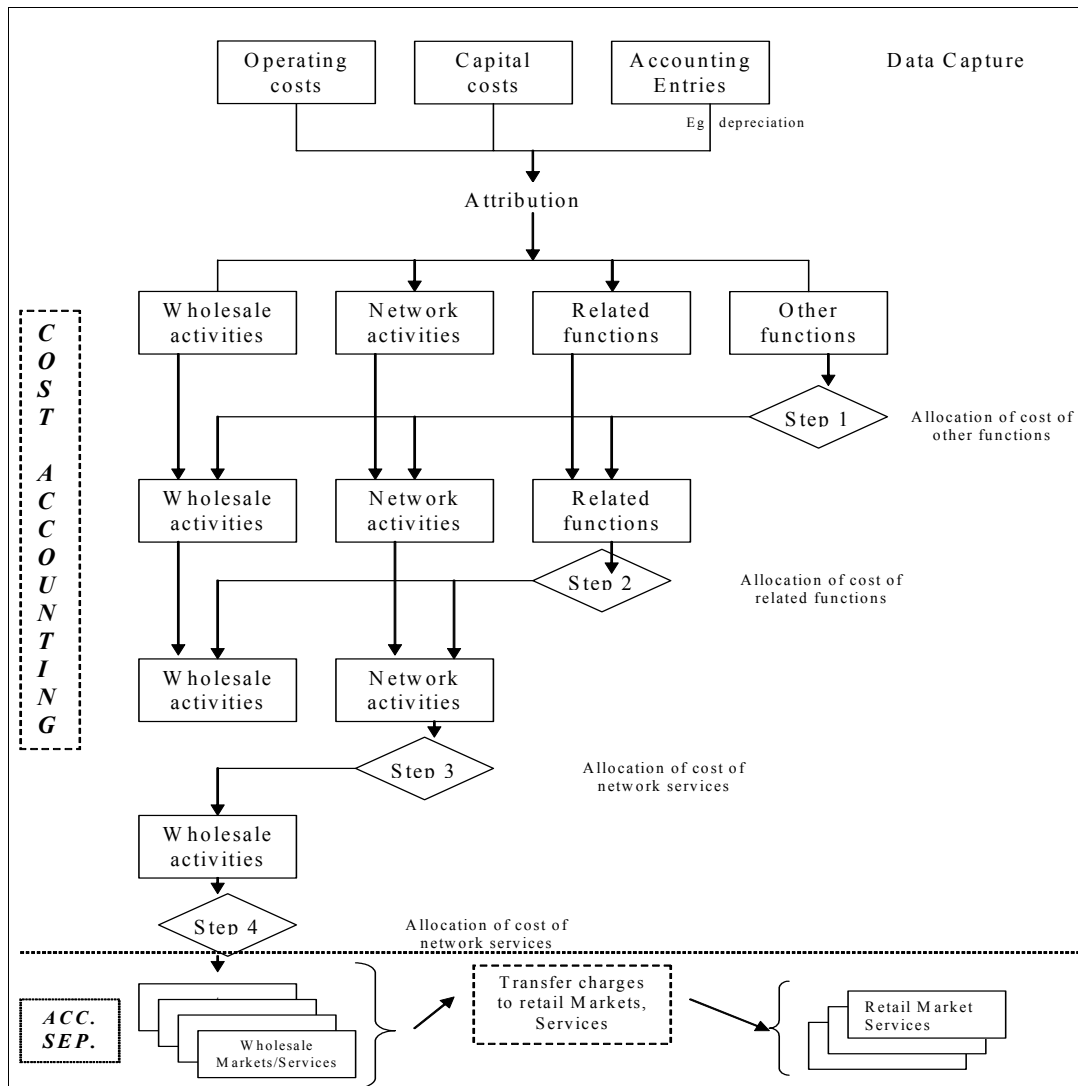 Operating
costs
Capital
costs
Accounting
Entries
Data Capture
Eg depreciation
Attribution
Wholesale
activities
Network
activities
Related
functions
Other
functions
COST ACCOUNTING
Step 1
Allocation of cost of
other functions
Wholesale
activities
Network
activities
Related
functions
Step 2
Allocation of cost of
related functions
Wholesale
activities
Network
activities
Step 3
Allocation of cost of
network services
Wholesale
activities
Step 4
Allocation of cost of
network services
ACC.
SEP.
Wholesale
Markets/Services
Transfer charges
to retail Markets,
Services
Retail Market
Services